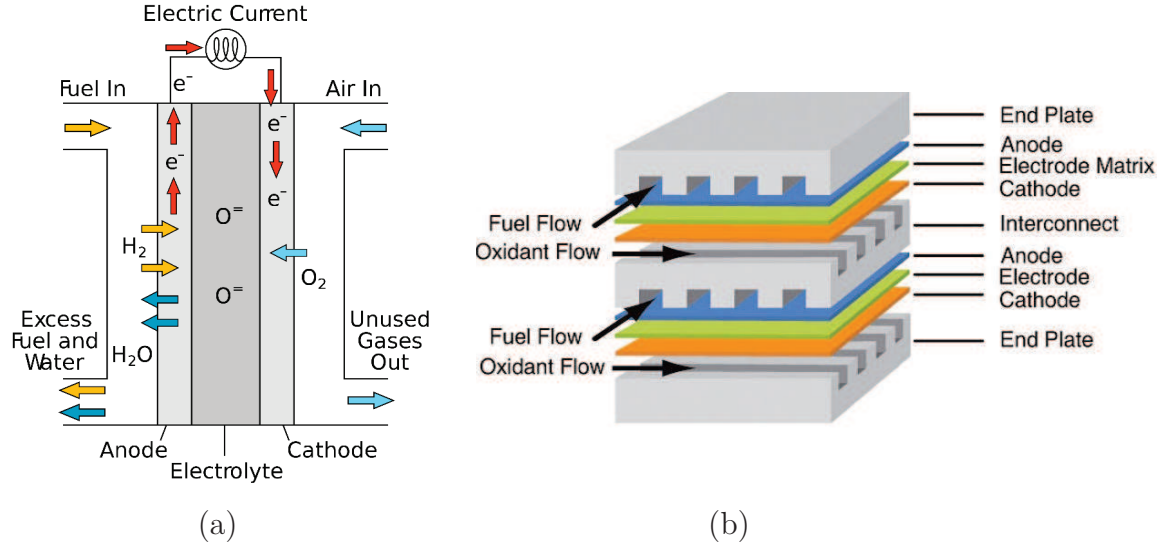 Electric Current
Fuel In
e⁻
Air In
e⁻
e⁻
e⁻
O⁼
H₂
O₂
O⁼
Excess
Fuel and
Water
H₂O
Unused
Gases
Out
Anode
Cathode
Electrolyte
(a)
End Plate
Anode
Electrode Matrix
Cathode
Fuel Flow
Interconnect
Oxidant Flow
Anode
Electrode
Cathode
Fuel Flow
End Plate
Oxidant Flow
(b)